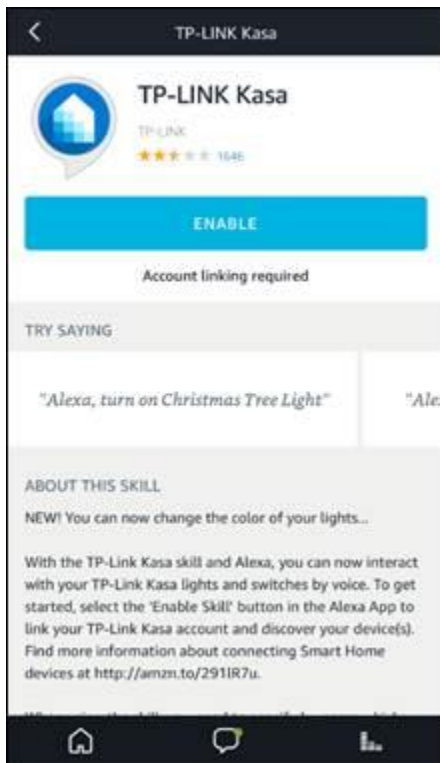 TP-LINK Kasa
TP-LINK Kasa
TP-LINK
1646
ENABLE
Account linking required
TRY SAYING
"Alexa, turn on Christmas Tree Light"
"Ale
ABOUT THIS SKILL
NEW! You can now change the color of your lights...
With the TP-Link Kasa skill and Alexa, you can now interact
with your TP-Link Kasa lights and switches by voice. To get
started, select the 'Enable Skill' button in the Alexa App to
link your TP-Link Kasa account and discover your device(s).
Find more information about connecting Smart Home
devices at http://amzn.to/291lR7u.